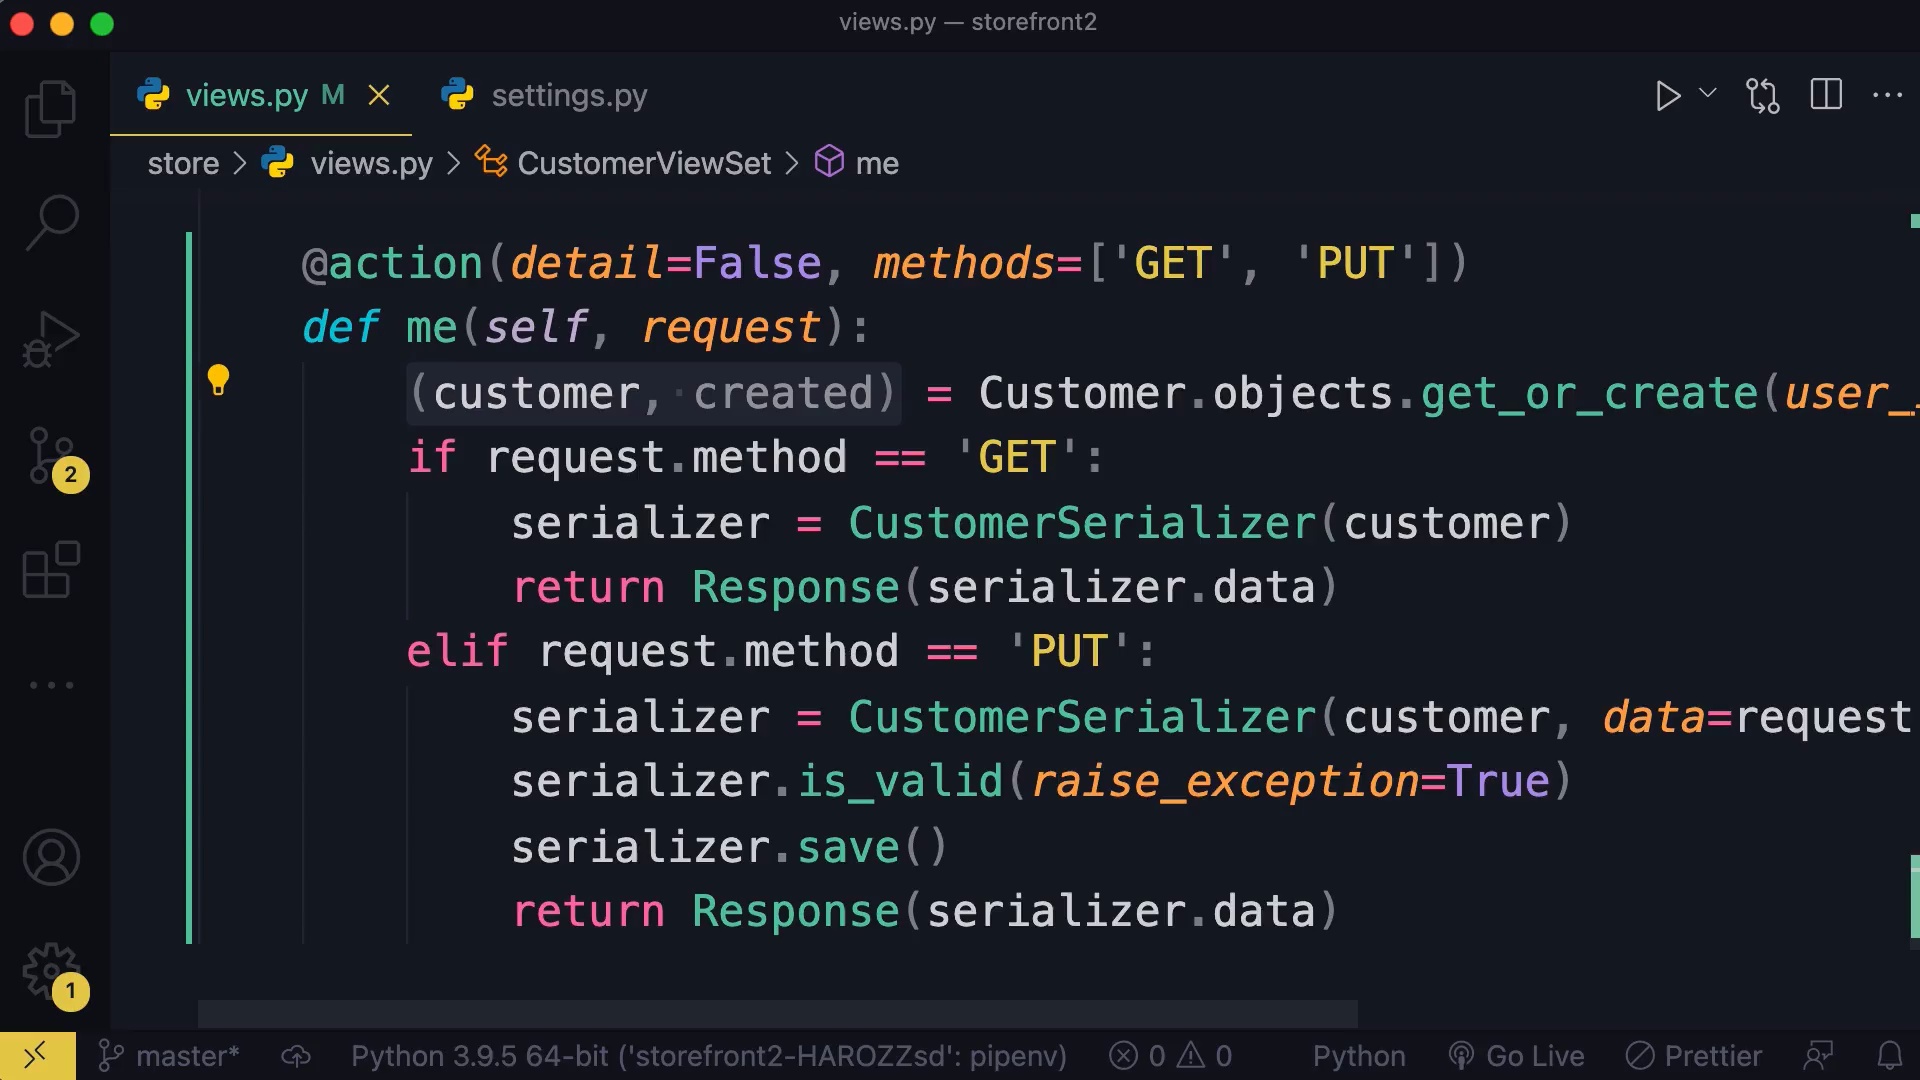 views.py — storefront2
views.py M settings.py
store > views.py > CustomerViewSet > me
@action(detail=False, methods=['GET', 'PUT'])
def me(self, request):
(customer, created) = Customer.objects.get_or_create(user_
if request.method == 'GET':
serializer = CustomerSerializer(customer)
return Response(serializer.data)
elif request.method == 'PUT':
serializer = CustomerSerializer(customer, data=request
serializer.is_valid(raise_exception=True)
serializer.save()
return Response(serializer.data)
2
1
master* Python 3.9.5 64-bit ('storefront2-HAROZZsd': pipenv) 0 0 Python Go Live Prettier